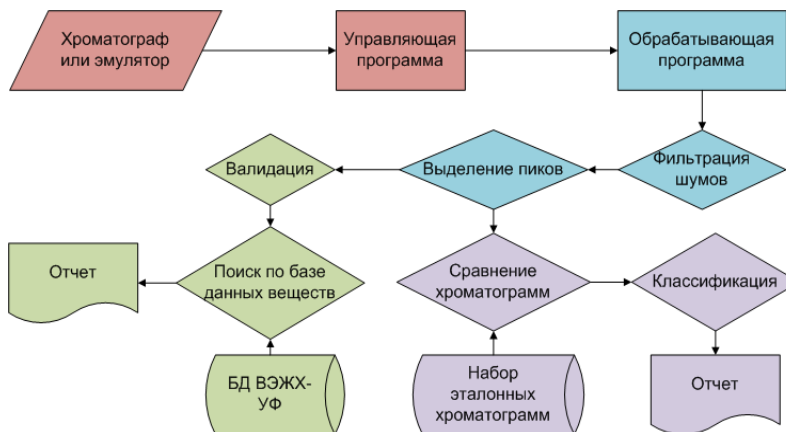 Хроматограф
или эмулятор
Управляющая
программа
Обрабатывающая
программа
Валидация
Выделение пиков
Фильтрация
шумов
Отчет
Поиск по базе
данных веществ
Сравнение
хроматограмм
Классификация
БД ВЭЖХ-
УФ
Набор
эталонных
хроматограмм
Отчет